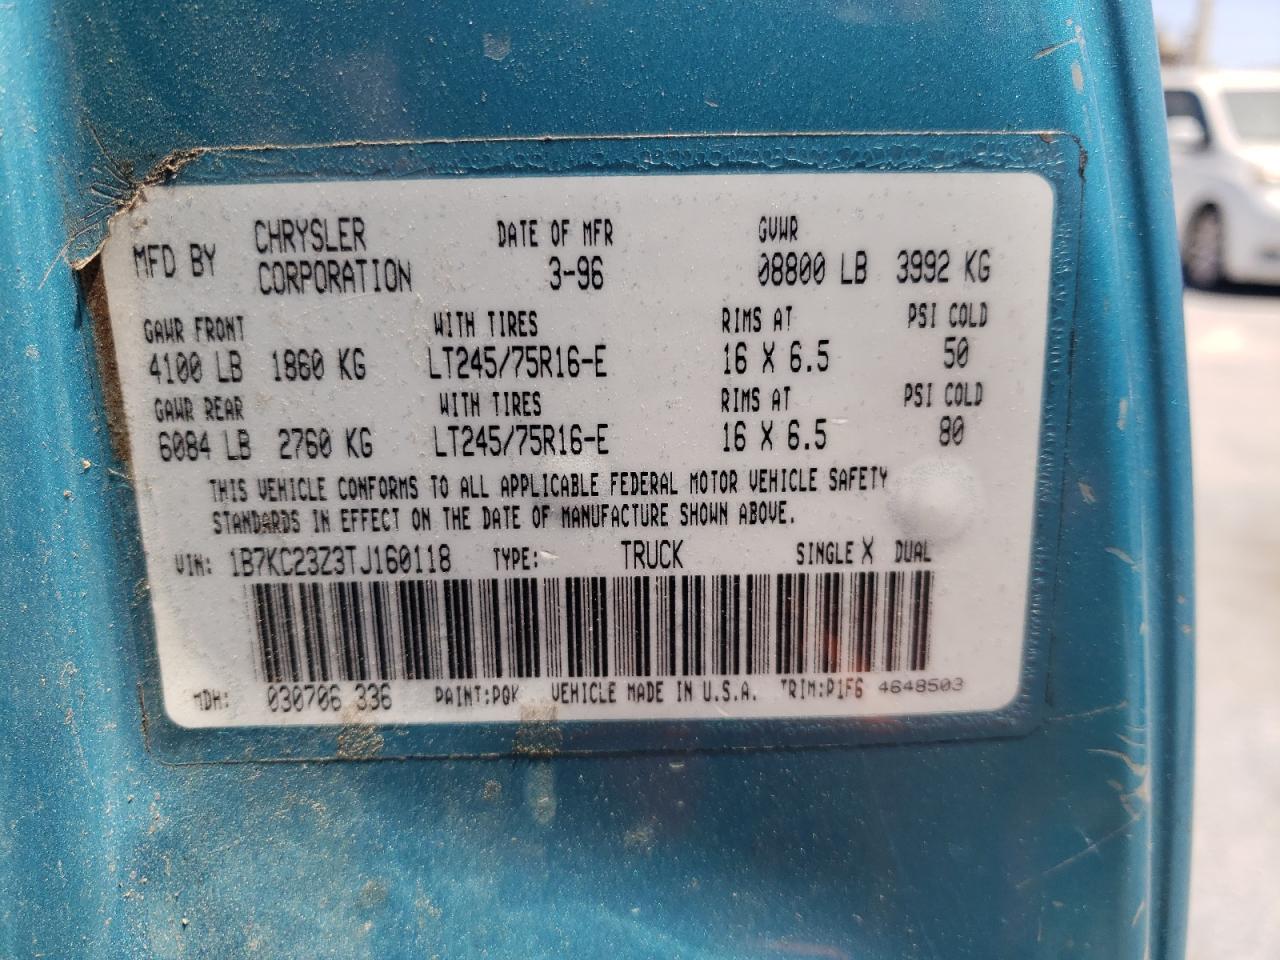 MFD BY CHRYSLER CORPORATION DATE OF MFR 3-96 GVWR 08800 LB 3992 KG
GAWR FRONT WITH TIRES RIMS AT PSI COLD
4100 LB 1860 KG LT245/75R16-E 16 X 6.5 50
GAWR REAR WITH TIRES RIMS AT PSI COLD
6084 LB 2760 KG LT245/75R16-E 16 X 6.5 80
THIS VEHICLE CONFORMS TO ALL APPLICABLE FEDERAL MOTOR VEHICLE SAFETY
STANDARDS IN EFFECT ON THE DATE OF MANUFACTURE SHOWN ABOVE.
VIN: 1B7KC23Z3TJ160118 TYPE: TRUCK SINGLE X DUAL
MDH: 030706 336 PAINT:PQK VEHICLE MADE IN U.S.A. TRIM:P1F6 4648503